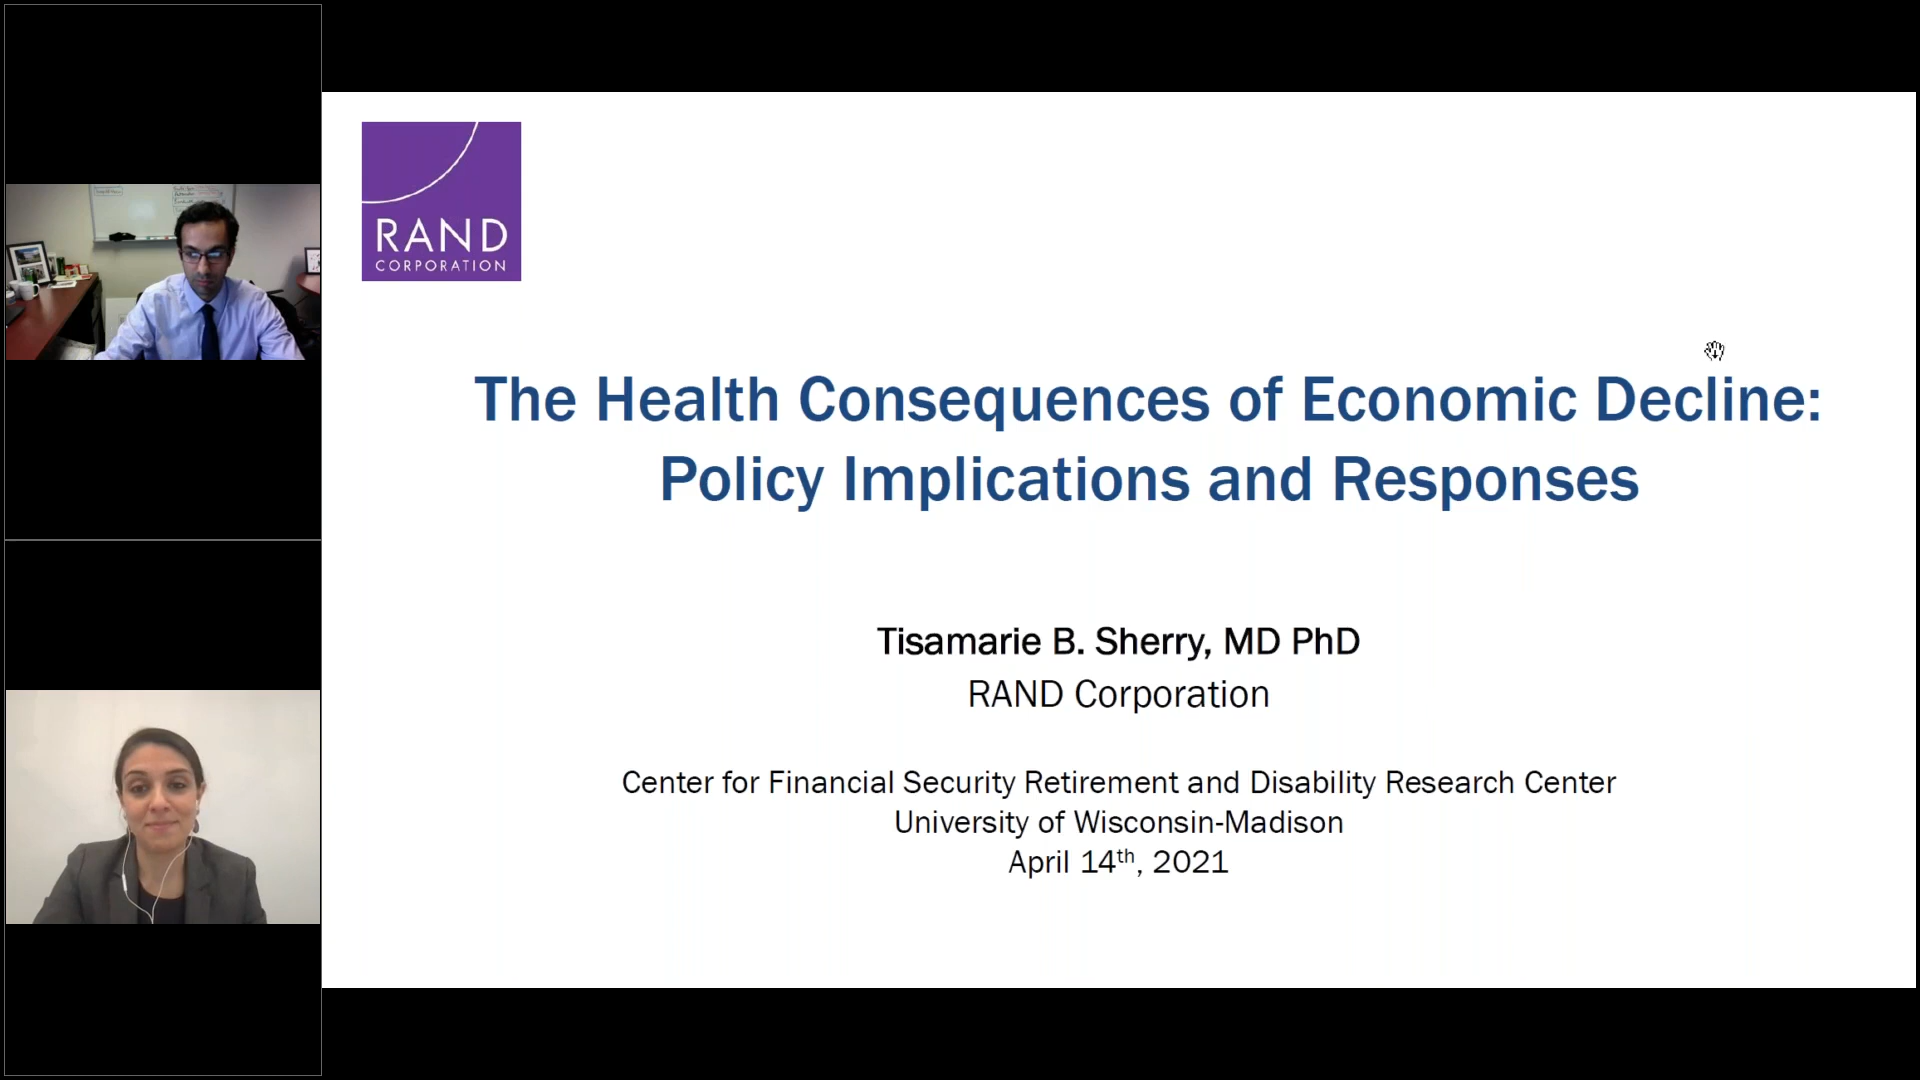 RAND
CORPORATION
The Health Consequences of Economic Decline:
Policy Implications and Responses
Tisamarie B. Sherry, MD PhD
RAND Corporation
Center for Financial Security Retirement and Disability Research Center
University of Wisconsin-Madison
April 14th, 2021